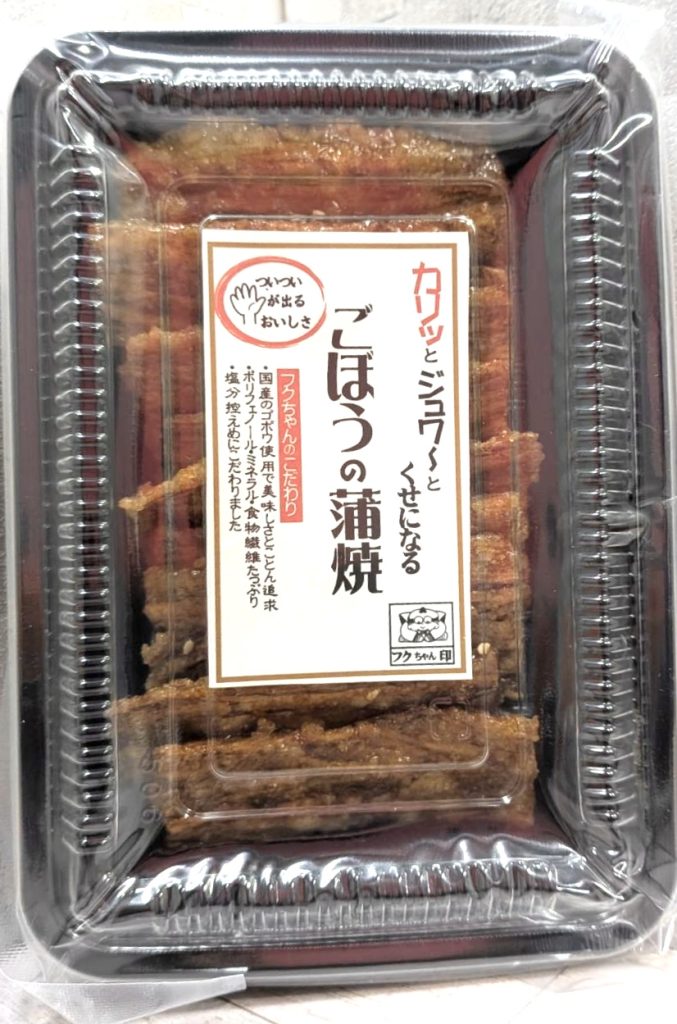 カリッとジュワ〜と
くせになる
ごぼうの蒲焼
ついつい
が出る
おいしさ
フクちゃんのこだわり
・国産のゴボウ使用で美味しさとことん追求
・ポリフェノール・ミネラル・食物繊維たっぷり
・塩分控えめにこだわりました
フクちゃん印
506